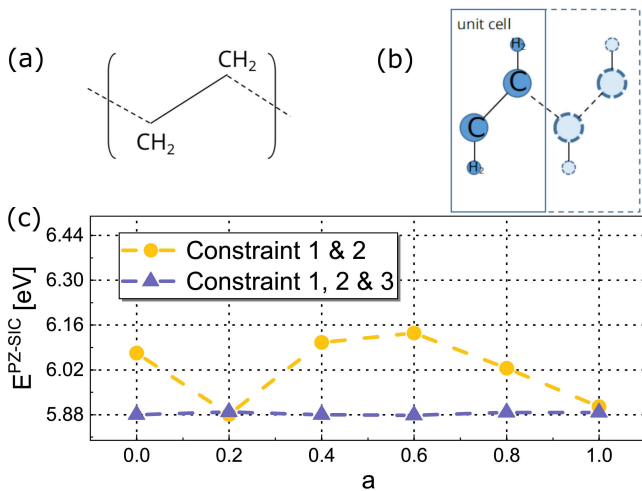 (a)
CH₂
CH₂
(b)
unit cell
H₂
C
C
H₂
(c)
E^PZ-SIC [eV]
6.44
6.30
6.16
6.02
5.88
Constraint 1 & 2
Constraint 1, 2 & 3
0.0 0.2 0.4 0.6 0.8 1.0
a